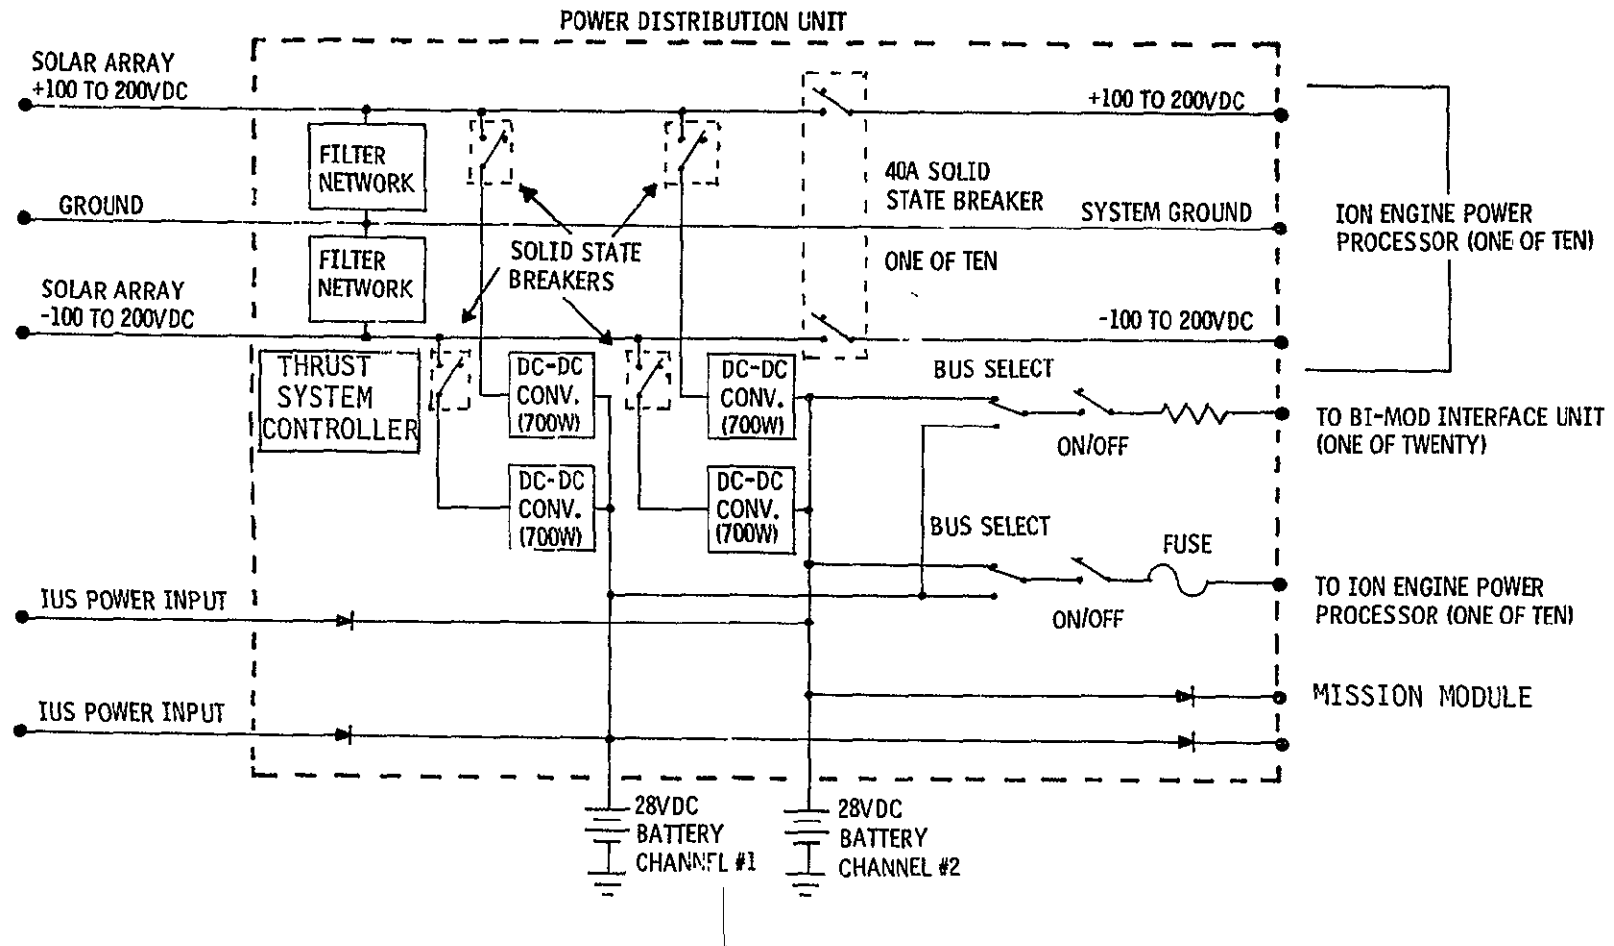 POWER DISTRIBUTION UNIT
SOLAR ARRAY
+100 TO 200VDC
+100 TO 200VDC
FILTER
NETWORK
40A SOLID
STATE BREAKER
GROUND
SYSTEM GROUND
ION ENGINE POWER
PROCESSOR (ONE OF TEN)
FILTER
NETWORK
SOLID STATE
BREAKERS
ONE OF TEN
SOLAR ARRAY
-100 TO 200VDC
-100 TO 200VDC
THRUST
SYSTEM
CONTROLLER
DC-DC
CONV.
(700W)
DC-DC
CONV.
(700W)
BUS SELECT
ON/OFF
TO BI-MOD INTERFACE UNIT
(ONE OF TWENTY)
DC-DC
CONV.
(700W)
DC-DC
CONV.
(700W)
BUS SELECT
FUSE
ON/OFF
TO ION ENGINE POWER
PROCESSOR (ONE OF TEN)
IUS POWER INPUT
MISSION MODULE
IUS POWER INPUT
28VDC
BATTERY
CHANNEL #1
28VDC
BATTERY
CHANNEL #2